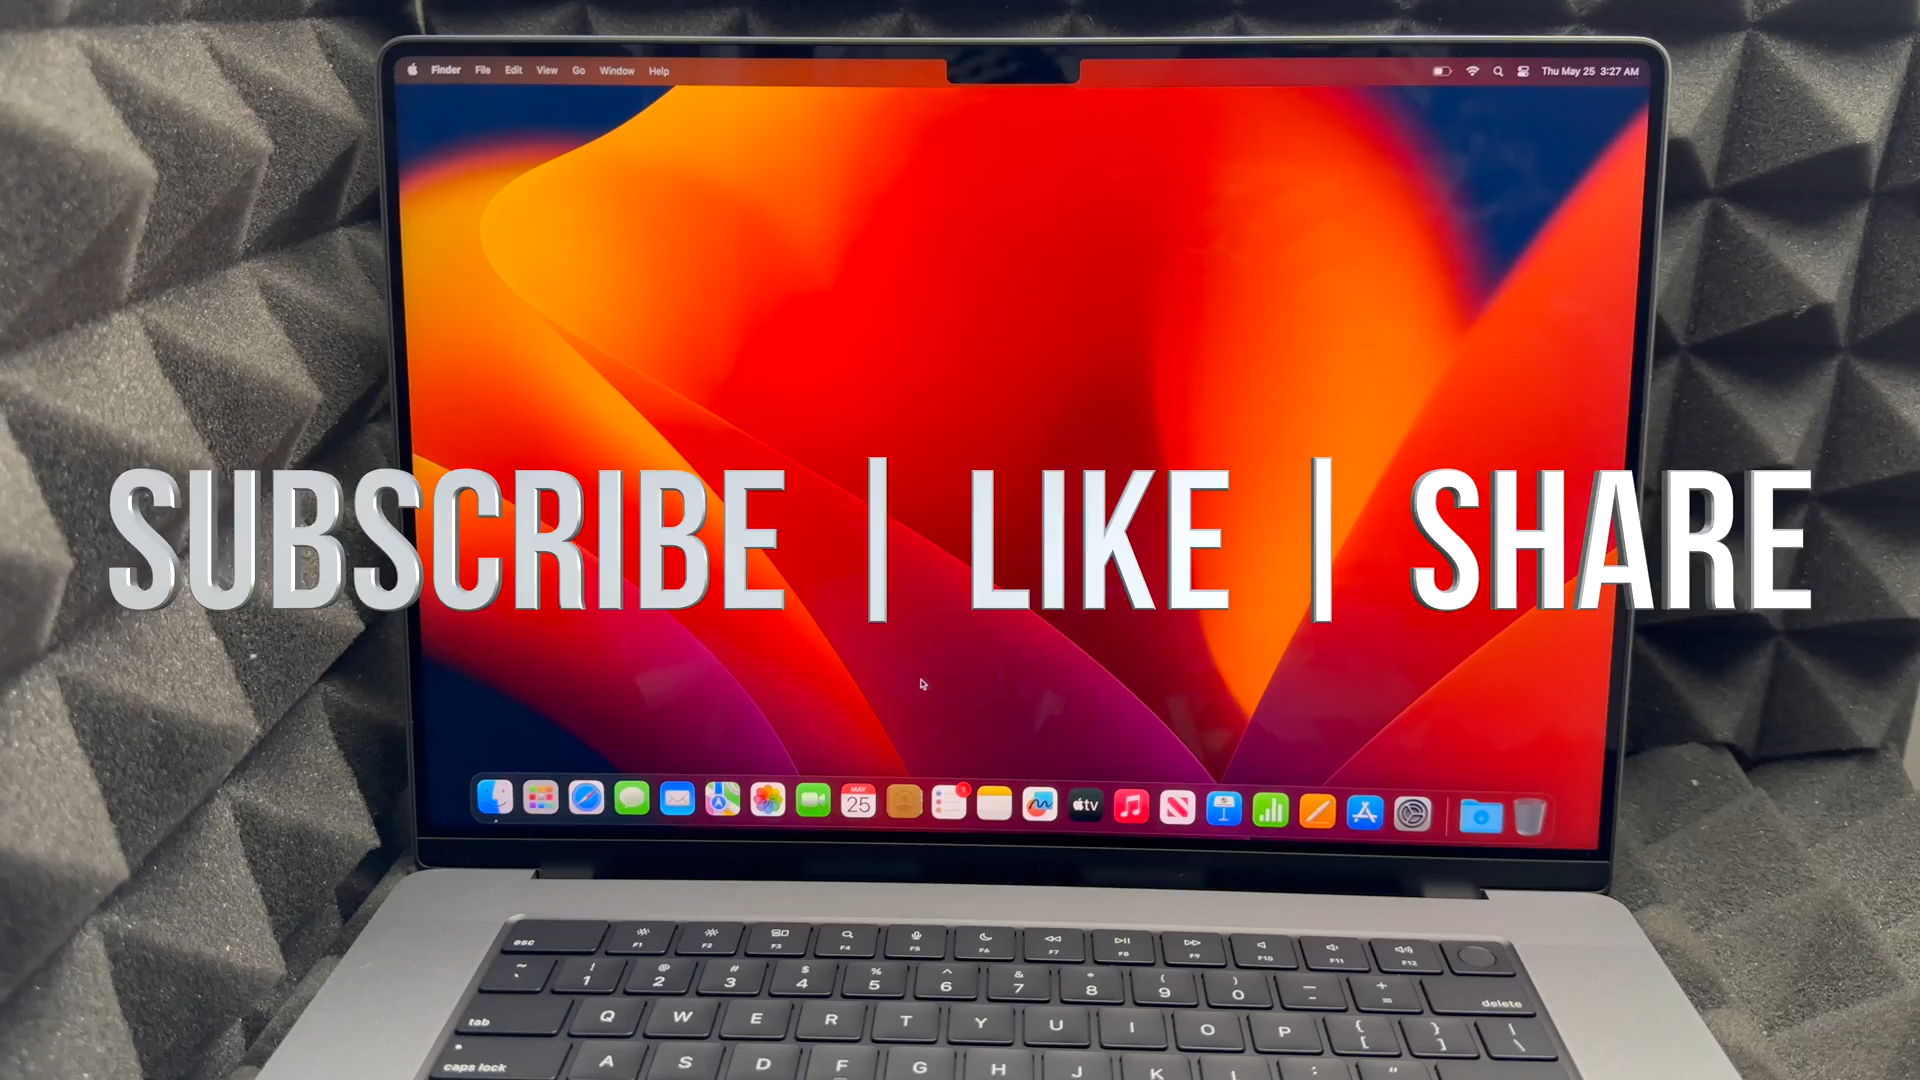 Finder File Edit View Go Window Help
Thu May 25 3:27 AM
SUBSCRIBE | LIKE | SHARE
MAY
25
1
tv
esc F1 F2 F3 F4 F5 F6 F7 F8 F9 F10 F11 F12
~ ` ! 1 @ 2 # 3 $ 4 % 5 ^ 6 & 7 * 8 ( 9 ) 0 _ - + = delete
tab Q W E R T Y U I O P { [ } ] | \
caps lock A S D F G H J K L : ; "